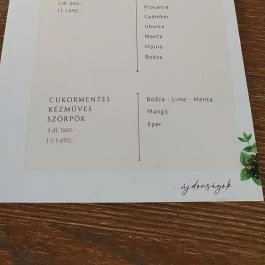 3 dl: 560.-
1 l: 1.690,-
Provance
Gyömbér
Uborka
Menta
Málna
Bodza
CUKORMENTES
KÉZMŰVES
SZÖRPÖK
3 dl: 560.-
1 l: 1.690,-
Bodza - Lime - Menta
Mangó
Eper
...újdonságok